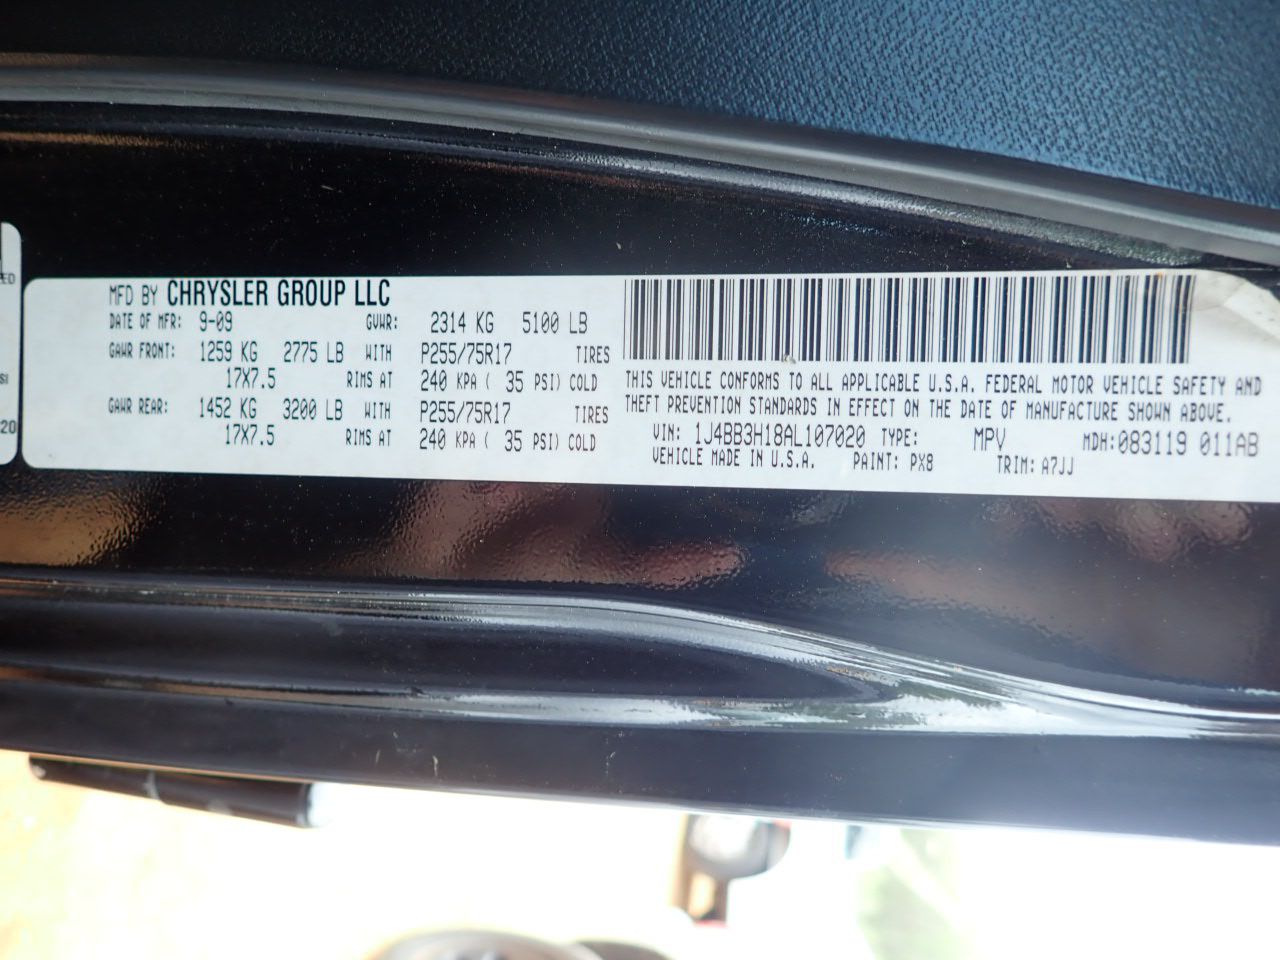 ED
SI
20
MFD BY CHRYSLER GROUP LLC
DATE OF MFR: 9-09 GVWR: 2314 KG 5100 LB
GAWR FRONT: 1259 KG 2775 LB WITH P255/75R17 TIRES
17X7.5 RIMS AT 240 KPA ( 35 PSI) COLD
GAWR REAR: 1452 KG 3200 LB WITH P255/75R17 TIRES
17X7.5 RIMS AT 240 KPA ( 35 PSI) COLD
THIS VEHICLE CONFORMS TO ALL APPLICABLE U.S.A. FEDERAL MOTOR VEHICLE SAFETY AND
THEFT PREVENTION STANDARDS IN EFFECT ON THE DATE OF MANUFACTURE SHOWN ABOVE.
VIN: 1J4BB3H18AL107020 TYPE: MPV MDH:083119 011AB
VEHICLE MADE IN U.S.A. PAINT: PX8 TRIM: A7JJ